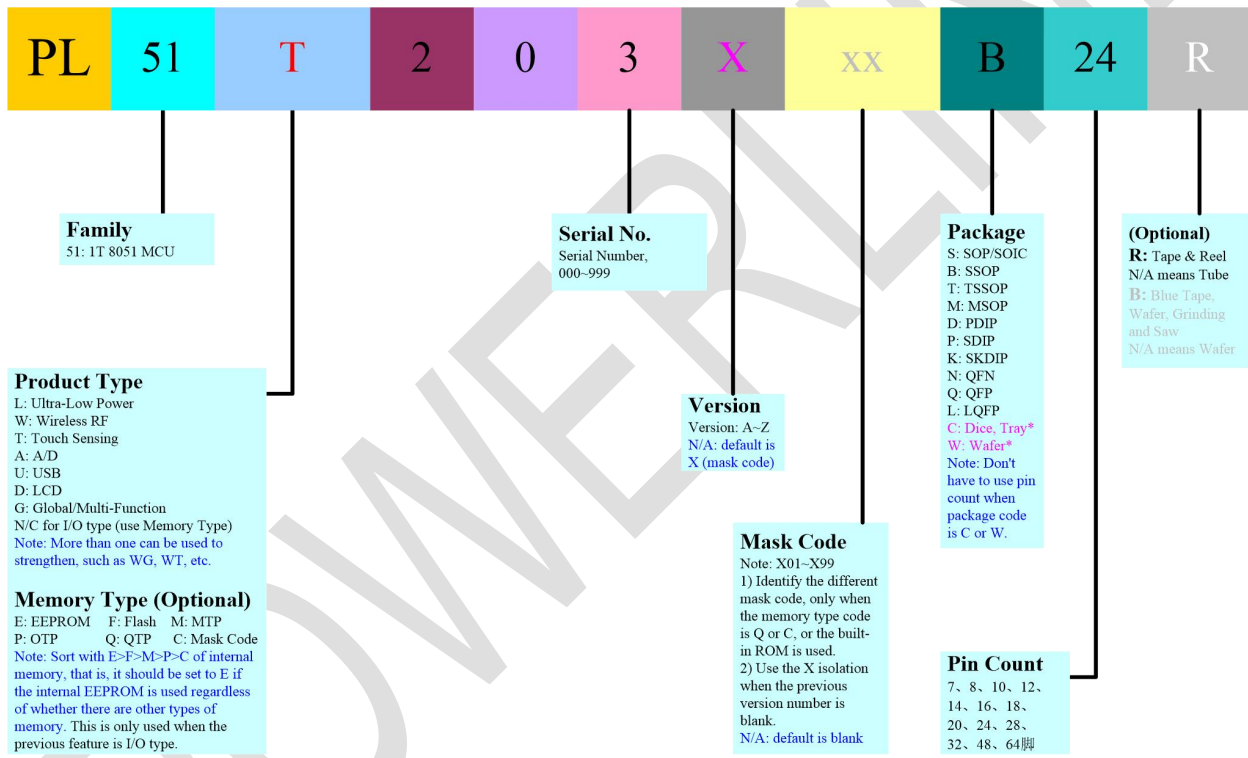 PL 51 T 2 0 3 X xx B 24 R
Family
51: 1T 8051 MCU
Serial No.
Serial Number,
000~999
Package
S: SOP/SOIC
B: SSOP
T: TSSOP
M: MSOP
D: PDIP
P: SDIP
K: SKDIP
N: QFN
Q: QFP
L: LQFP
C: Dice, Tray*
W: Wafer*
Note: Don't
have to use pin
count when
package code
is C or W.
(Optional)
R: Tape & Reel
N/A means Tube
B: Blue Tape,
Wafer, Grinding
and Saw
N/A means Wafer
Product Type
L: Ultra-Low Power
W: Wireless RF
T: Touch Sensing
A: A/D
U: USB
D: LCD
G: Global/Multi-Function
N/C for I/O type (use Memory Type)
Note: More than one can be used to
strengthen, such as WG, WT, etc.
Memory Type (Optional)
E: EEPROM F: Flash M: MTP
P: OTP Q: QTP C: Mask Code
Note: Sort with E>F>M>P>C of internal
memory, that is, it should be set to E if
the internal EEPROM is used regardless
of whether there are other types of
memory. This is only used when the
previous feature is I/O type.
Version
Version: A~Z
N/A: default is
X (mask code)
Mask Code
Note: X01~X99
1) Identify the different
mask code, only when
the memory type code
is Q or C, or the built-
in ROM is used.
2) Use the X isolation
when the previous
version number is
blank.
N/A: default is blank
Pin Count
7、8、10、12、
14、16、18、
20、24、28、
32、48、64脚